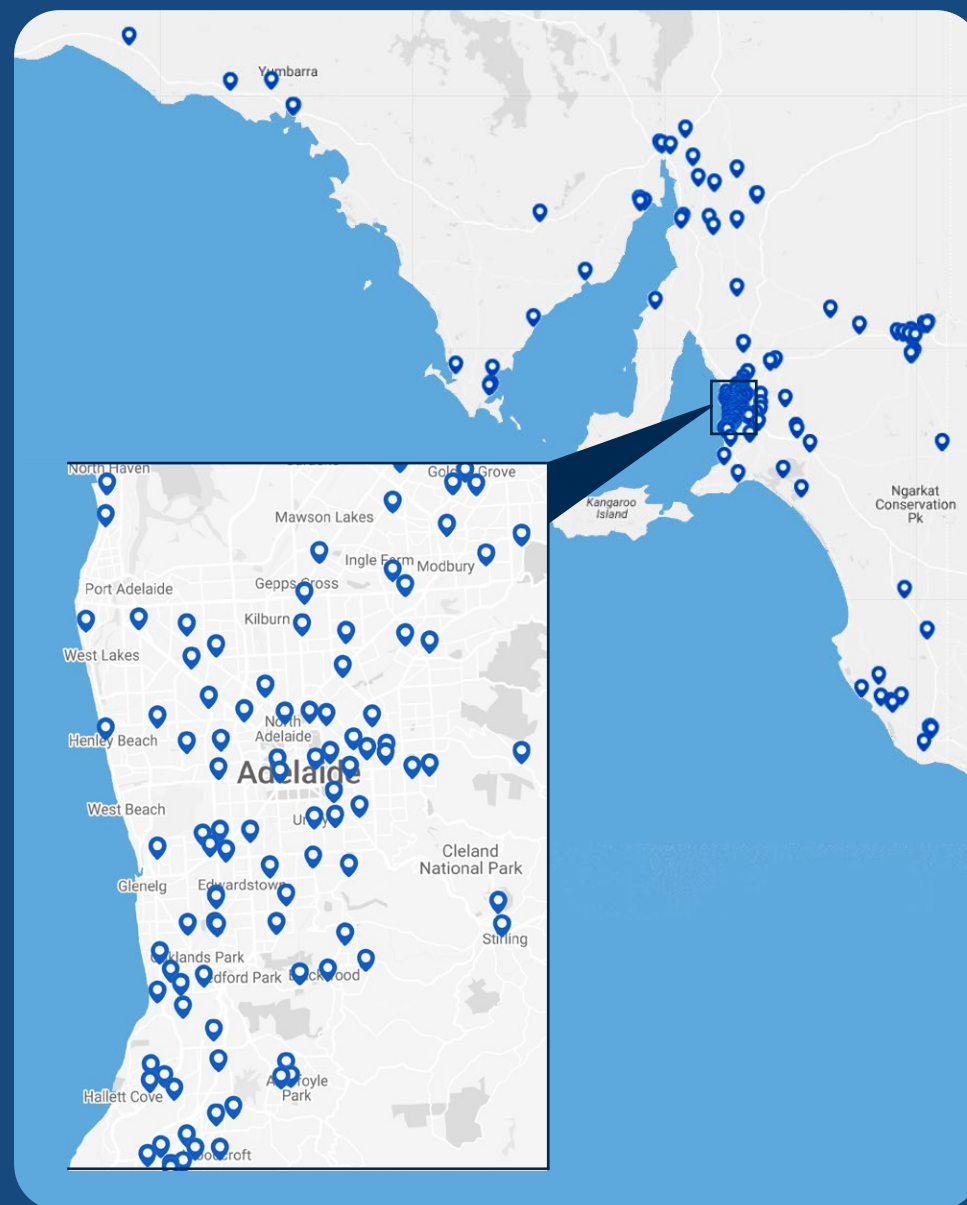 Yumbarra
Ngarkat
Conservation
Pk
Kangaroo
Island
North Haven
Mawson Lakes
Ingle Farm
Modbury
Port Adelaide
Gepps Cross
Kilburn
West Lakes
North
Adelaide
Henley Beach
Adelaide
West Beach
Cleland
National Park
Glenelg
Edwardstown
Stirling
Park
Hallett Cove
Park